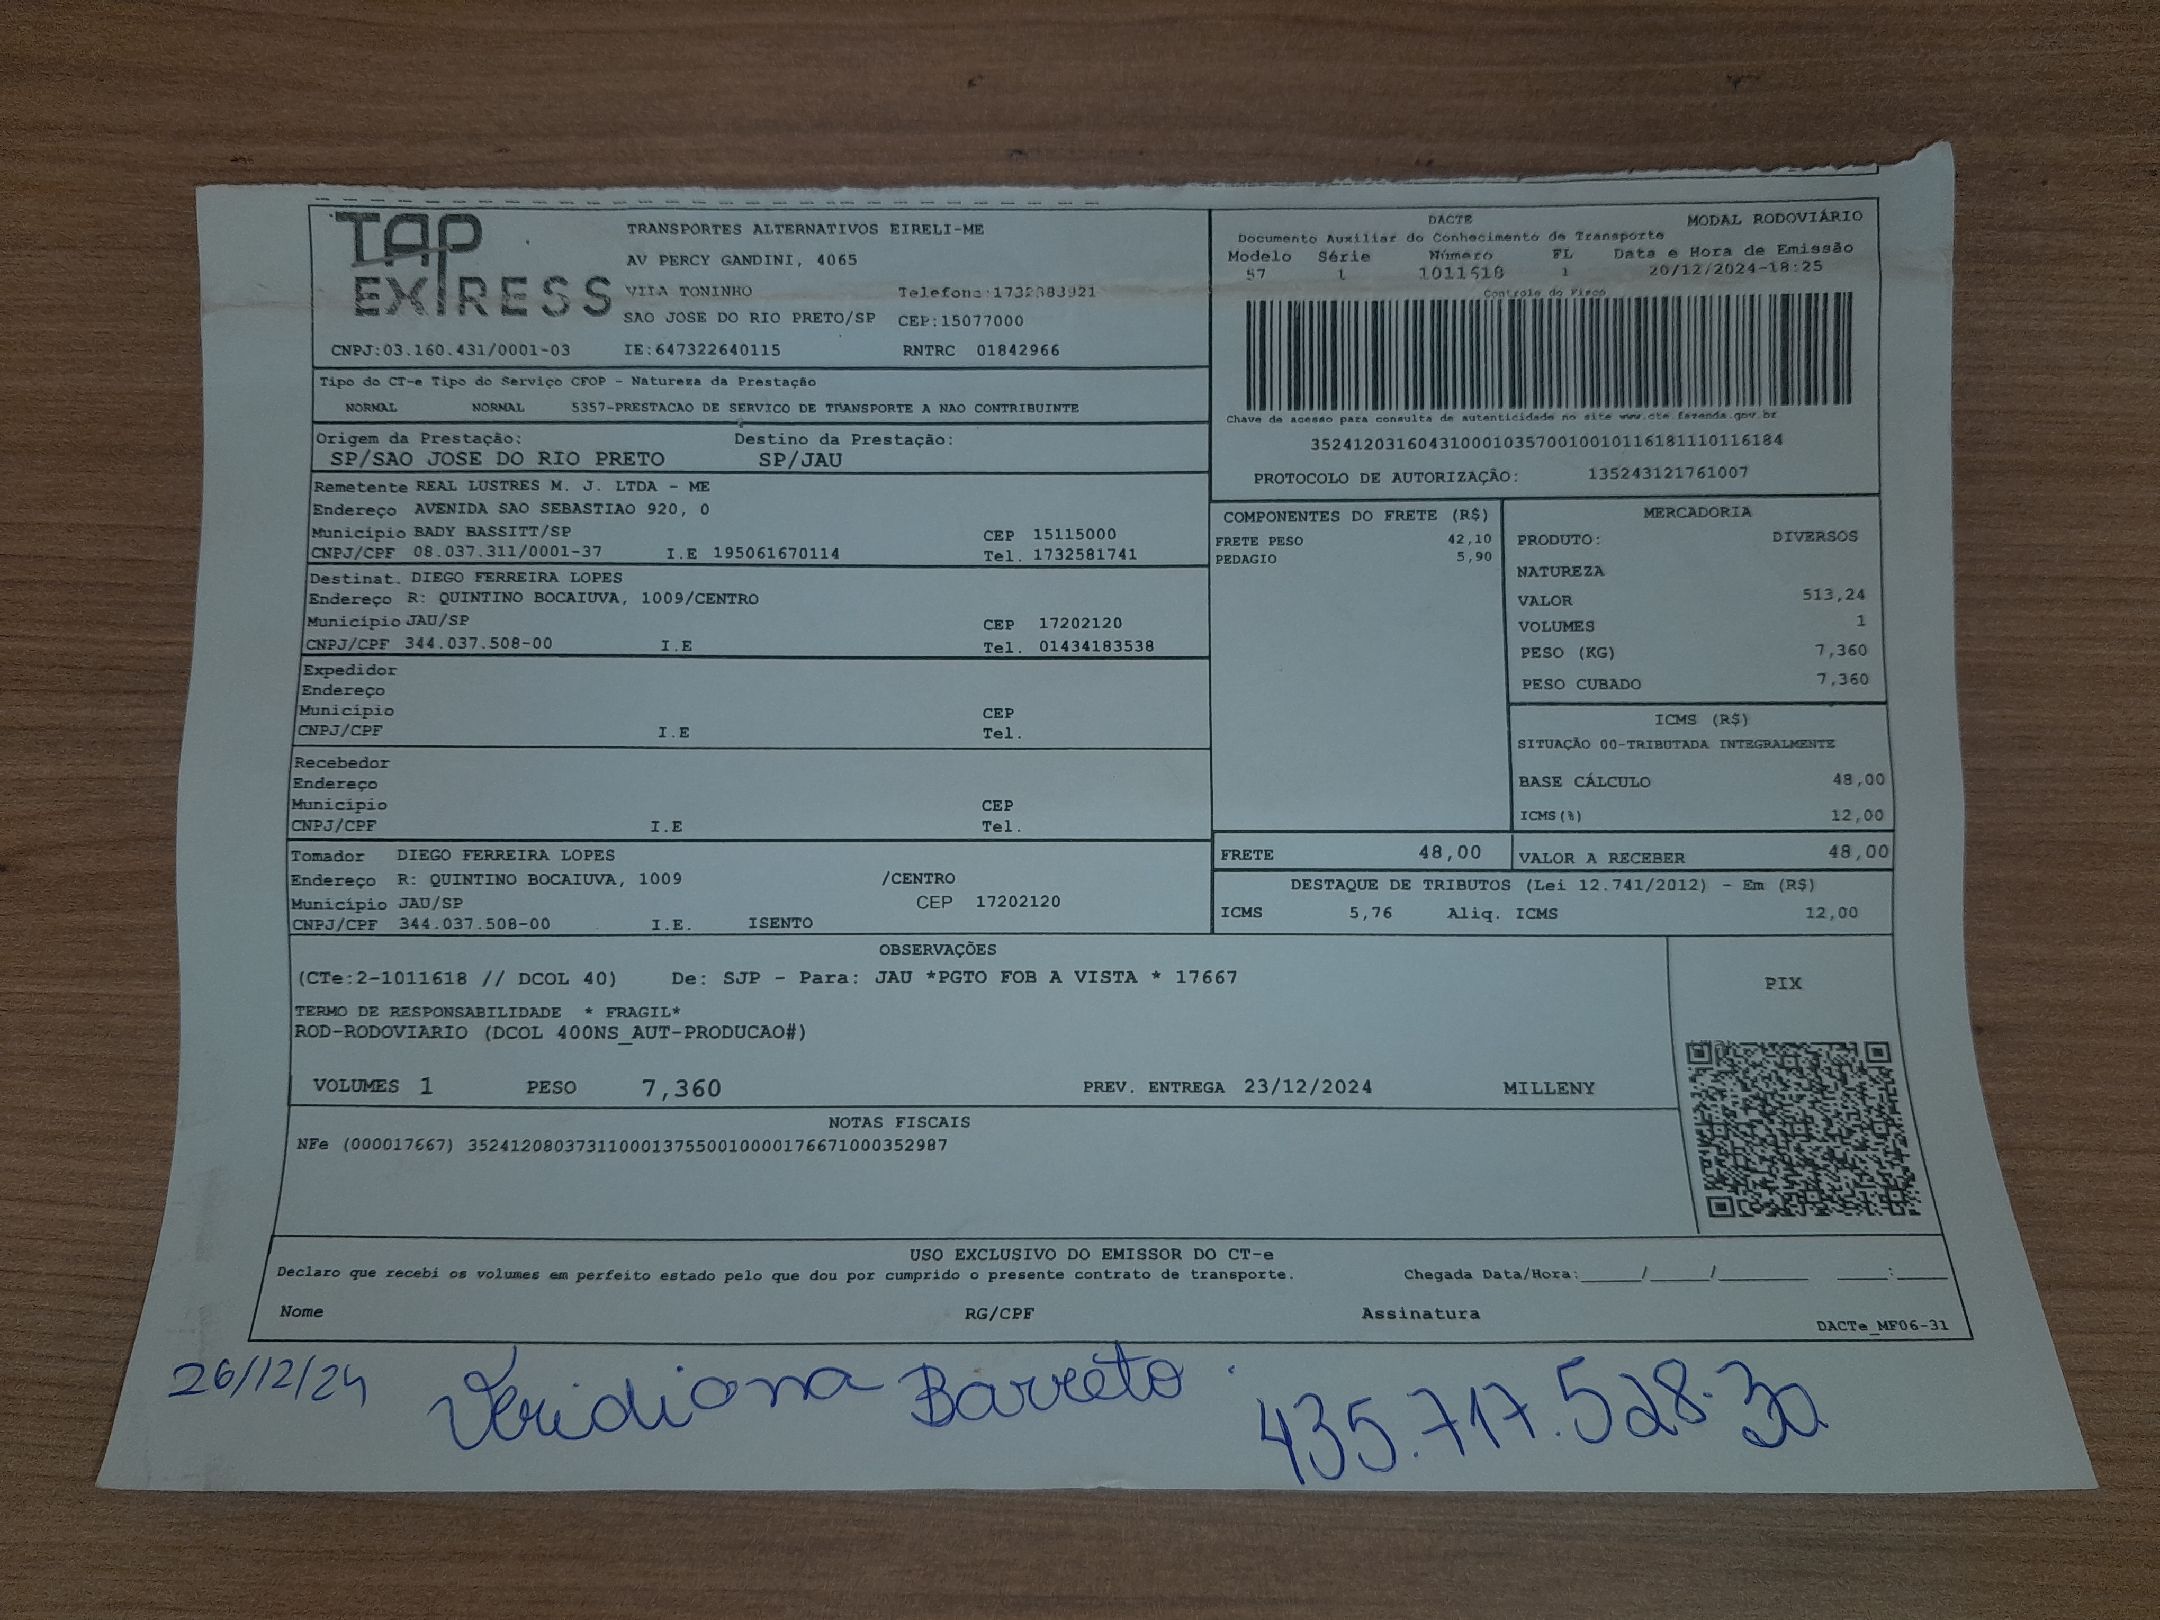 TAP EXPRESS
TRANSPORTES ALTERNATIVOS EIRELI-ME
AV PERCY GANDINI, 4065
VILA TONINHO Telefone:1732383921
SAO JOSE DO RIO PRETO/SP CEP:15077000
CNPJ:03.160.431/0001-03 IE:647322640115 RNTRC 01842966
DACTE MODAL RODOVIÁRIO
Documento Auxiliar do Conhecimento de Transporte
Modelo Série Número FL Data e Hora de Emissão
57 1 1011618 1 20/12/2024-18:25
Controle do Fisco
Chave de acesso para consulta de autenticidade no site www.cte.fazenda.gov.br
35241203160431000103570010010116181110116184
PROTOCOLO DE AUTORIZAÇÃO: 135243121761007
Tipo do CT-e Tipo do Serviço CFOP - Natureza da Prestação
NORMAL NORMAL 5357-PRESTACAO DE SERVICO DE TRANSPORTE A NAO CONTRIBUINTE
Origem da Prestação: Destino da Prestação:
SP/SAO JOSE DO RIO PRETO SP/JAU
Remetente REAL LUSTRES M. J. LTDA - ME
Endereço AVENIDA SAO SEBASTIAO 920, 0
Município BADY BASSITT/SP CEP 15115000
CNPJ/CPF 08.037.311/0001-37 I.E 195061670114 Tel. 1732581741
Destinat. DIEGO FERREIRA LOPES
Endereço R: QUINTINO BOCAIUVA, 1009/CENTRO
Município JAU/SP CEP 17202120
CNPJ/CPF 344.037.508-00 I.E Tel. 01434183538
Expedidor
Endereço
Município CEP
CNPJ/CPF I.E Tel.
Recebedor
Endereço
Município CEP
CNPJ/CPF I.E Tel.
Tomador DIEGO FERREIRA LOPES
Endereço R: QUINTINO BOCAIUVA, 1009 /CENTRO
Município JAU/SP CEP 17202120
CNPJ/CPF 344.037.508-00 I.E. ISENTO
COMPONENTES DO FRETE (R$)
FRETE PESO 42,10
PEDAGIO 5,90
MERCADORIA
PRODUTO: DIVERSOS
NATUREZA
VALOR 513,24
VOLUMES 1
PESO (KG) 7,360
PESO CUBADO 7,360
ICMS (R$)
SITUAÇÃO 00-TRIBUTADA INTEGRALMENTE
BASE CÁLCULO 48,00
ICMS(%) 12,00
FRETE 48,00 VALOR A RECEBER 48,00
DESTAQUE DE TRIBUTOS (Lei 12.741/2012) - Em (R$)
ICMS 5,76 Aliq. ICMS 12,00
OBSERVAÇÕES
(CTe:2-1011618 // DCOL 40) De: SJP - Para: JAU *PGTO FOB A VISTA * 17667
TERMO DE RESPONSABILIDADE * FRAGIL*
ROD-RODOVIARIO (DCOL 400NS_AUT-PRODUCAO#)
VOLUMES 1 PESO 7,360 PREV. ENTREGA 23/12/2024 MILLENY
PIX
NOTAS FISCAIS
NFe (000017667) 35241208037311000137550010000176671000352987
USO EXCLUSIVO DO EMISSOR DO CT-e
Declaro que recebi os volumes em perfeito estado pelo que dou por cumprido o presente contrato de transporte. Chegada Data/Hora:_____/_____/________ ____:____
Nome RG/CPF Assinatura
DACTe_MF06-31
26/12/24 Veridiana Barreto 435.717.528-30